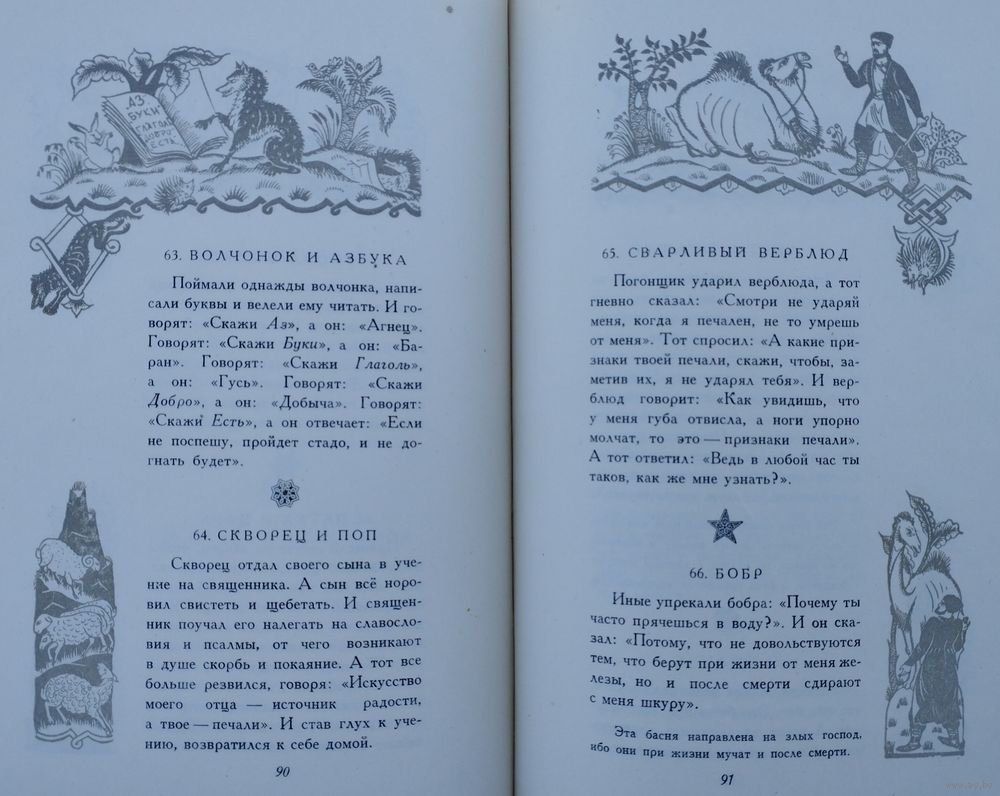 АЗ
БУКИ
ГЛАГОЛ
ДОБРО
ЕСТЬ
63. ВОЛЧОНОК И АЗБУКА
Поймали однажды волчонка, напи-
сали буквы и велели ему читать. И го-
ворят: «Скажи Аз», а он: «Агнец».
Говорят: «Скажи Буки», а он: «Ба-
ран». Говорят: «Скажи Глаголь»,
а он: «Гусь». Говорят: «Скажи
Добро», а он: «Добыча». Говорят:
«Скажи Есть», а он отвечает: «Если
не поспешу, пройдет стадо, и не до-
гнать будет».
64. СКВОРЕЦ И ПОП
Скворец отдал своего сына в уче-
ние на священника. А сын всё норо-
вил свистеть и щебетать. И священ-
ник поучал его налегать на славосло-
вия и псалмы, от чего возникают
в душе скорбь и покаяние. А тот все
больше резвился, говоря: «Искусство
моего отца — источник радости,
а твое — печали». И став глух к уче-
нию, возвратился к себе домой.
90
65. СВАРЛИВЫЙ ВЕРБЛЮД
Погонщик ударил верблюда, а тот
гневно сказал: «Смотри не ударяй
меня, когда я печален, не то умрешь
от меня». Тот спросил: «А какие при-
знаки твоей печали, скажи, чтобы, за-
метив их, я не ударял тебя». И вер-
блюд говорит: «Как увидишь, что
у меня губа отвисла, а ноги упорно
молчат, то это — признаки печали».
А тот ответил: «Ведь в любой час ты
таков, как же мне узнать?».
66. БОБР
Иные упрекали бобра: «Почему ты
часто прячешься в воду?». И он ска-
зал: «Потому, что не довольствуются
тем, что берут при жизни от меня же-
лезы, но и после смерти сдирают
с меня шкуру».
Эта басня направлена на злых господ,
ибо они при жизни мучат и после смерти.
91